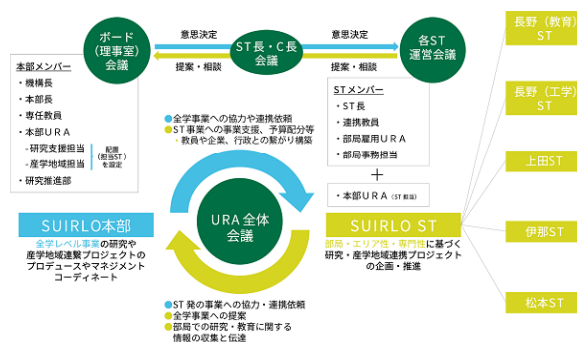 ボード
(理事室)
会議
意思決定
提案・相談
ST長・C長
会議
意思決定
提案・相談
各ST
運営会議
本部メンバー
・機構長
・本部長
・専任教員
・本部URA
-研究支援担当
-産学地域担当
配置
(担当ST)
を設定
・研究推進部
STメンバー
・ST長
・連携教員
・部局雇用URA
・部局事務担当
+
・本部URA(ST担当)
●全学事業への協力や連携依頼
●ST事業への事業支援、予算配分等
・教員や企業、行政との繋がり構築
URA全体
会議
●ST発の事業への協力・連携依頼
●全学事業への提案
●部局での研究・教育に関する
情報の収集と伝達
SUIRLO本部
全学レベル事業の研究や
産学地域連繋プロジェクトの
プロデュースやマネジメント
コーディネート
SUIRLO ST
部局・エリア性・専門性に基づく
研究・産学地域連携プロジェクト
の企画・推進
長野(教育)
ST
長野(工学)
ST
上田ST
伊那ST
松本ST